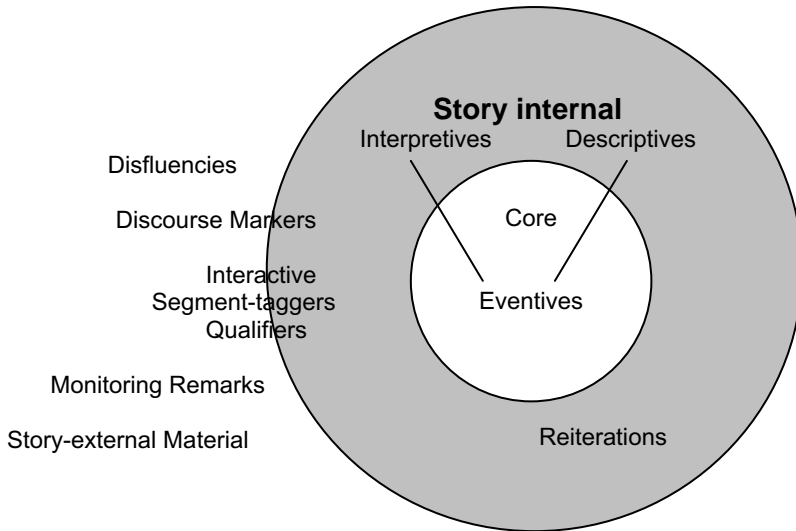 Story internal
Interpretives
Descriptives
Disfluencies
Core
Discourse Markers
Interactive
Segment-taggers
Qualifiers
Eventives
Monitoring Remarks
Story-external Material
Reiterations